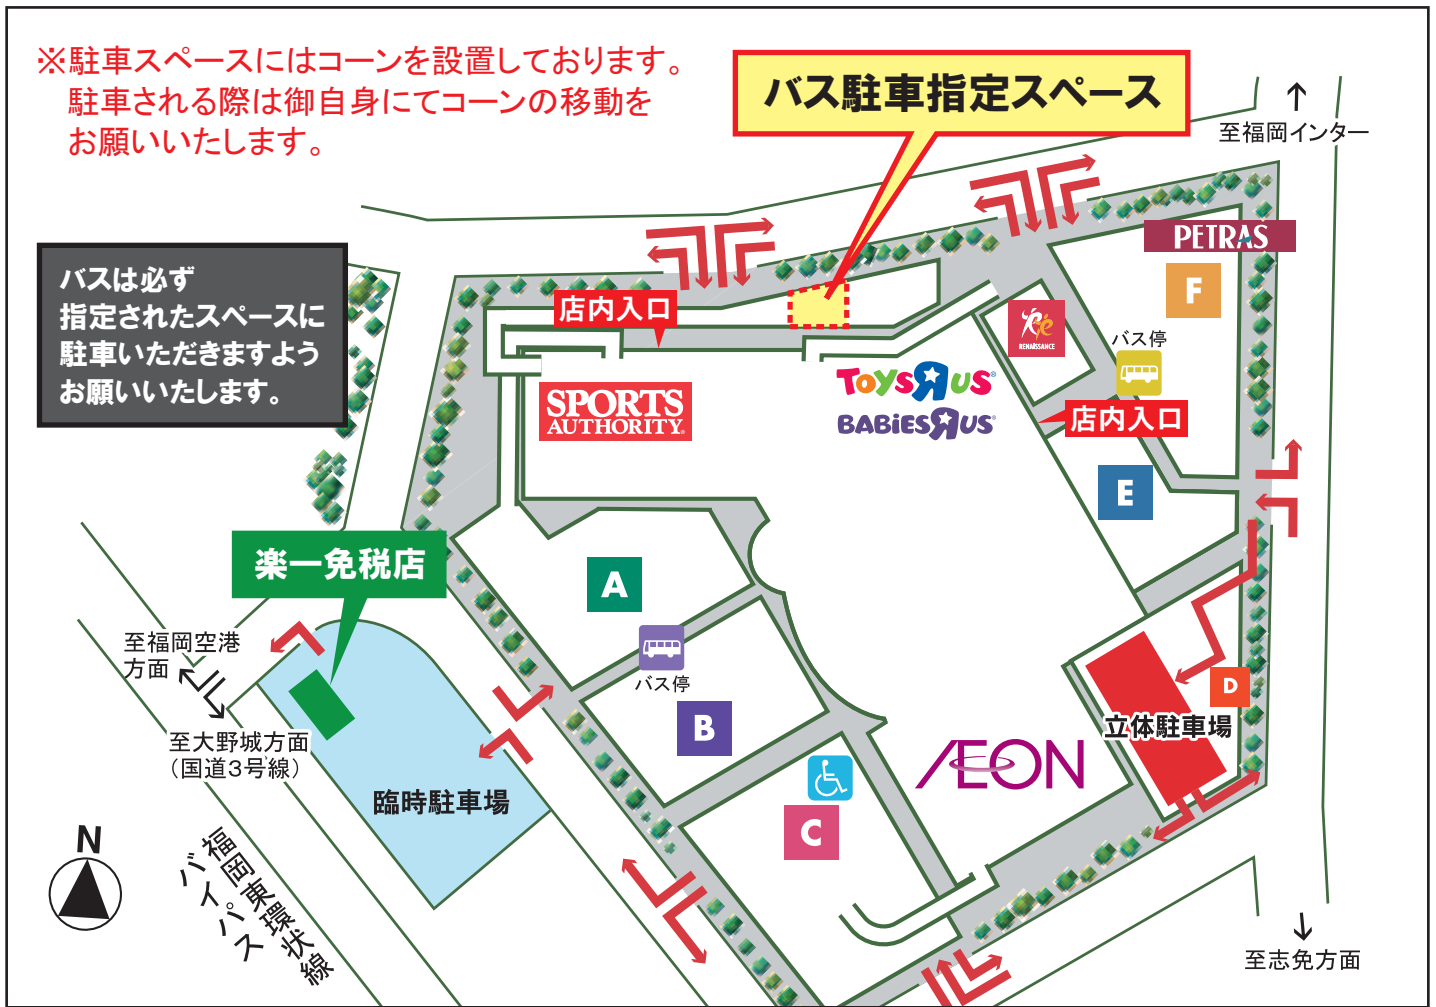 ※駐車スペースにはコーンを設置しております。
駐車される際は御自身にてコーンの移動を
お願いいたします。
バス駐車指定スペース
至福岡インター
バスは必ず
指定されたスペースに
駐車いただきますよう
お願いいたします。
店内入口
PETRAS
F
RENAISSANCE
バス停
SPORTS
AUTHORITY
TOYSRUS
BABIESRUS
店内入口
E
楽一免税店
A
至福岡空港
方面
バス停
B
D
立体駐車場
至大野城方面
（国道3号線）
臨時駐車場
ÆON
C
N
福岡東環状線
バイパス
至志免方面